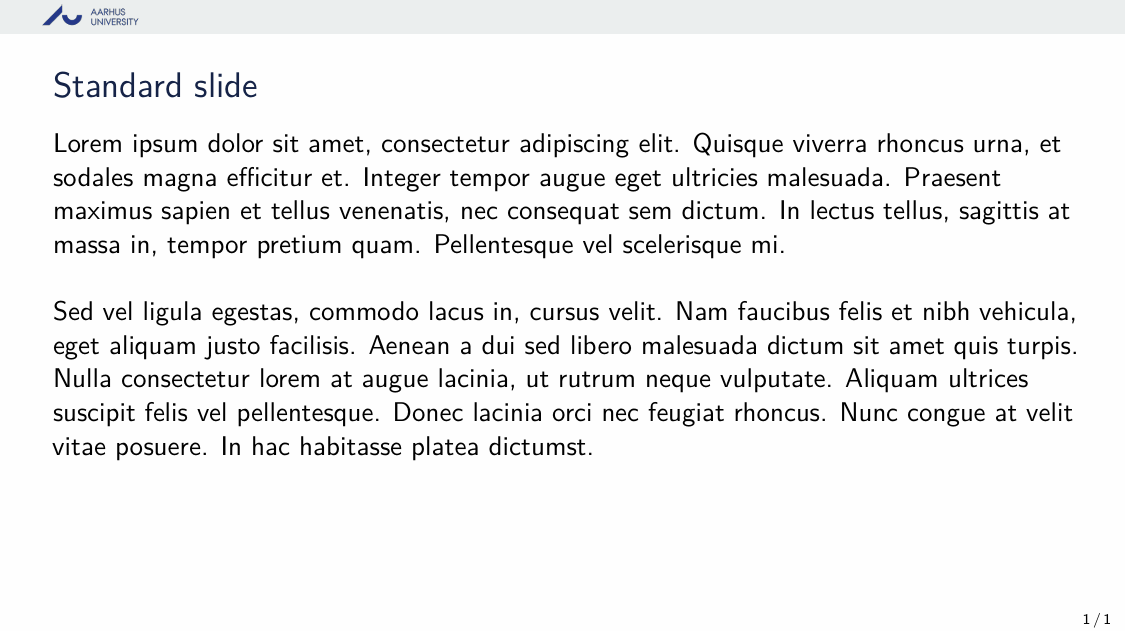 AARHUS
UNIVERSITY
Standard slide
Lorem ipsum dolor sit amet, consectetur adipiscing elit. Quisque viverra rhoncus urna, et
sodales magna efficitur et. Integer tempor augue eget ultricies malesuada. Praesent
maximus sapien et tellus venenatis, nec consequat sem dictum. In lectus tellus, sagittis at
massa in, tempor pretium quam. Pellentesque vel scelerisque mi.
Sed vel ligula egestas, commodo lacus in, cursus velit. Nam faucibus felis et nibh vehicula,
eget aliquam justo facilisis. Aenean a dui sed libero malesuada dictum sit amet quis turpis.
Nulla consectetur lorem at augue lacinia, ut rutrum neque vulputate. Aliquam ultrices
suscipit felis vel pellentesque. Donec lacinia orci nec feugiat rhoncus. Nunc congue at velit
vitae posuere. In hac habitasse platea dictumst.
1 / 1